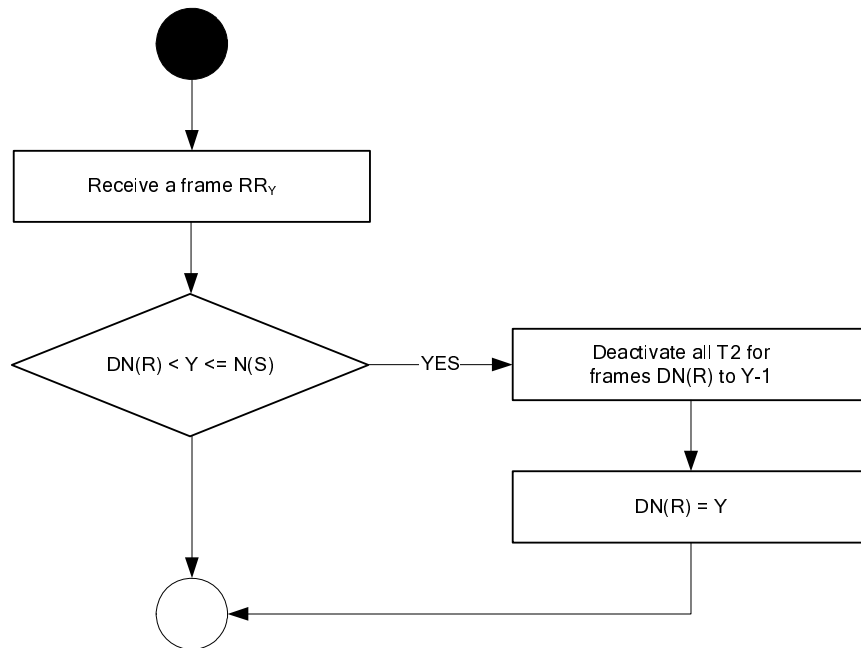 Receive a frame RRY
DN(R) < Y <= N(S)
YES
Deactivate all T2 for
frames DN(R) to Y-1
DN(R) = Y